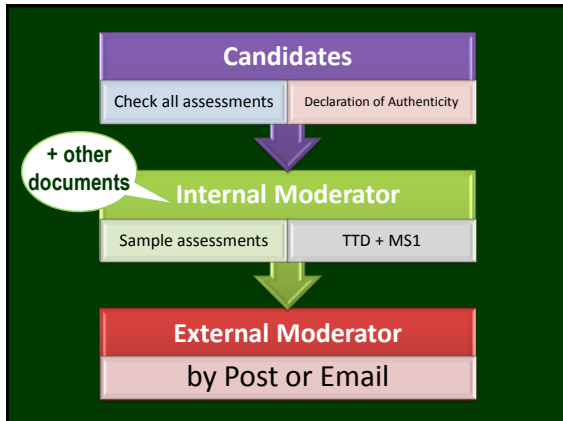 Candidates
Check all assessments
Declaration of Authenticity
+ other
documents
Internal Moderator
Sample assessments
TTD + MS1
External Moderator
by Post or Email